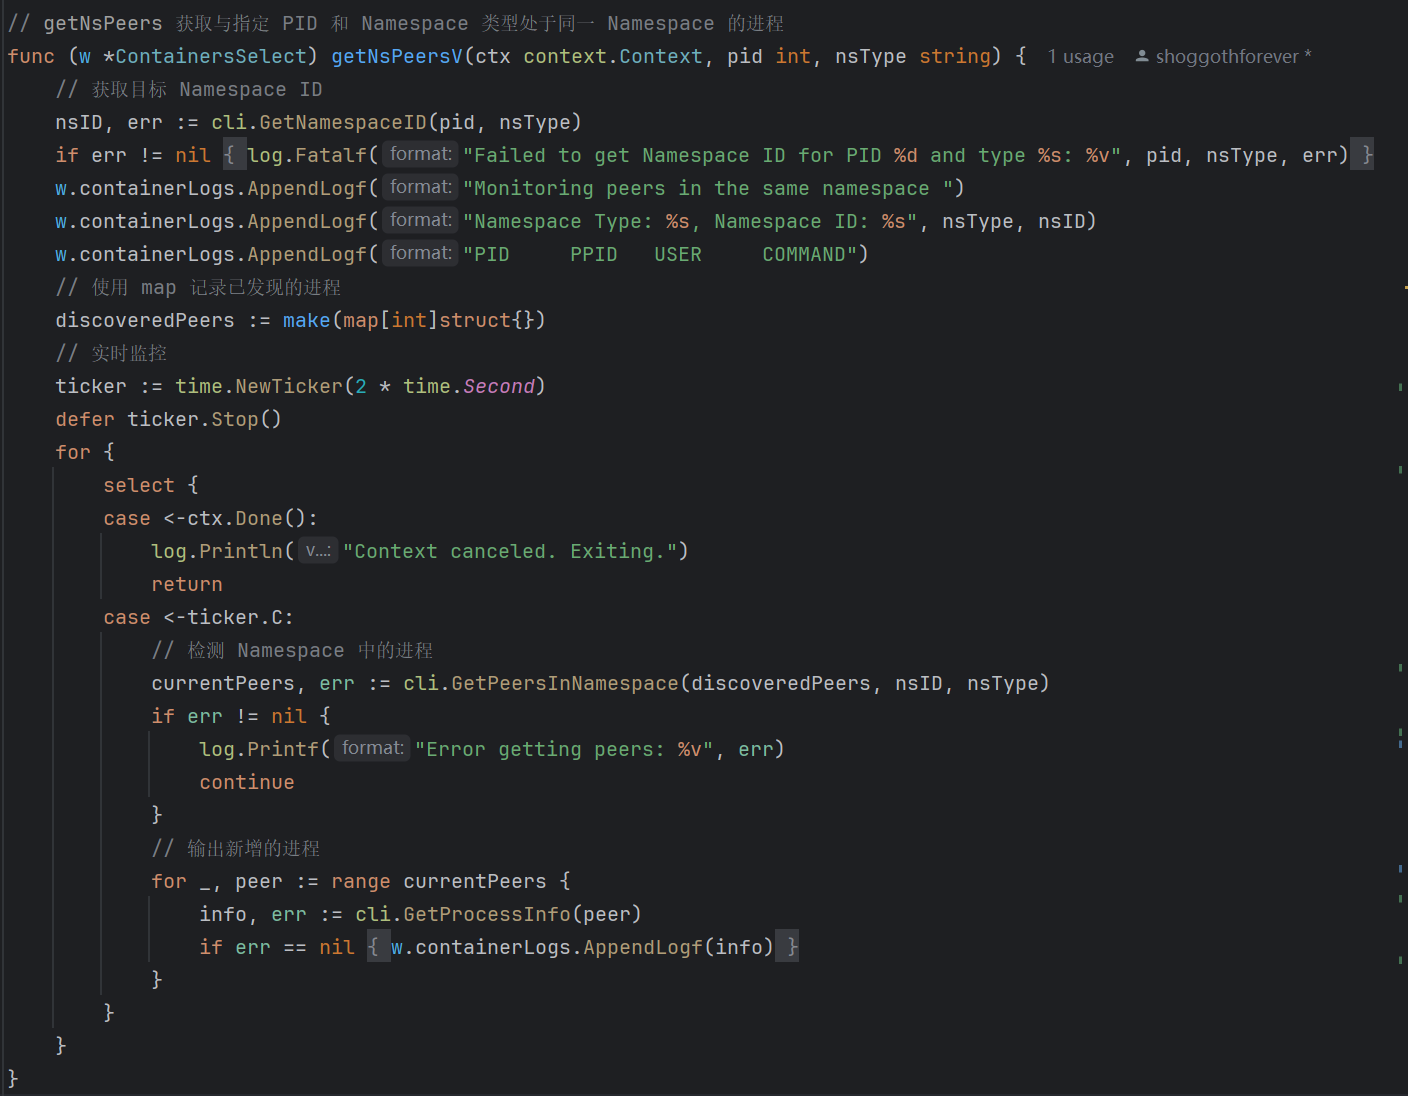 // getNsPeers 获取与指定 PID 和 Namespace 类型处于同一 Namespace 的进程
func (w *ContainersSelect) getNsPeersV(ctx context.Context, pid int, nsType string) { 1 usage shoggothforever *
// 获取目标 Namespace ID
nsID, err := cli.GetNamespaceID(pid, nsType)
if err != nil { log.Fatalf( format: "Failed to get Namespace ID for PID %d and type %s: %v", pid, nsType, err) }
w.containerLogs.AppendLogf( format: "Monitoring peers in the same namespace ")
w.containerLogs.AppendLogf( format: "Namespace Type: %s, Namespace ID: %s", nsType, nsID)
w.containerLogs.AppendLogf( format: "PID     PPID   USER     COMMAND")
// 使用 map 记录已发现的进程
discoveredPeers := make(map[int]struct{})
// 实时监控
ticker := time.NewTicker(2 * time.Second)
defer ticker.Stop()
for {
select {
case <-ctx.Done():
log.Println( v...: "Context canceled. Exiting.")
return
case <-ticker.C:
// 检测 Namespace 中的进程
currentPeers, err := cli.GetPeersInNamespace(discoveredPeers, nsID, nsType)
if err != nil {
log.Printf( format: "Error getting peers: %v", err)
continue
}
// 输出新增的进程
for _, peer := range currentPeers {
info, err := cli.GetProcessInfo(peer)
if err == nil { w.containerLogs.AppendLogf(info) }
}
}
}
}